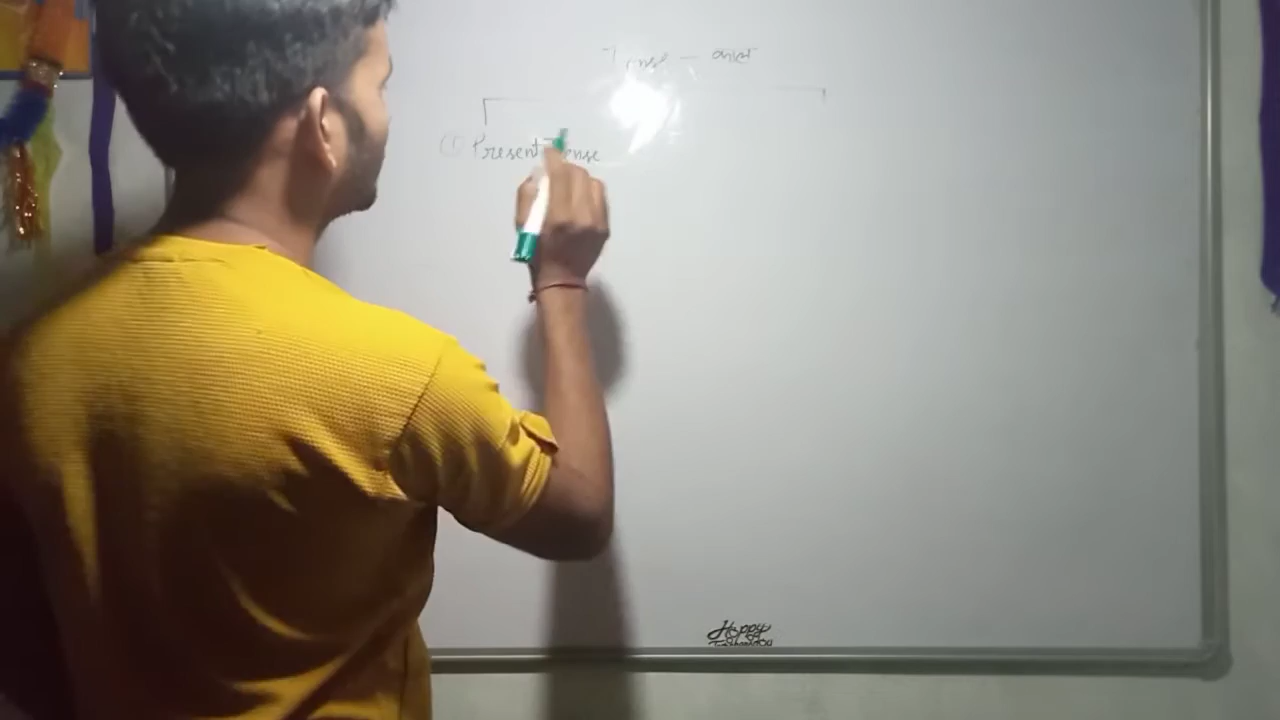 Tense – काल
① Present Tense
Happy